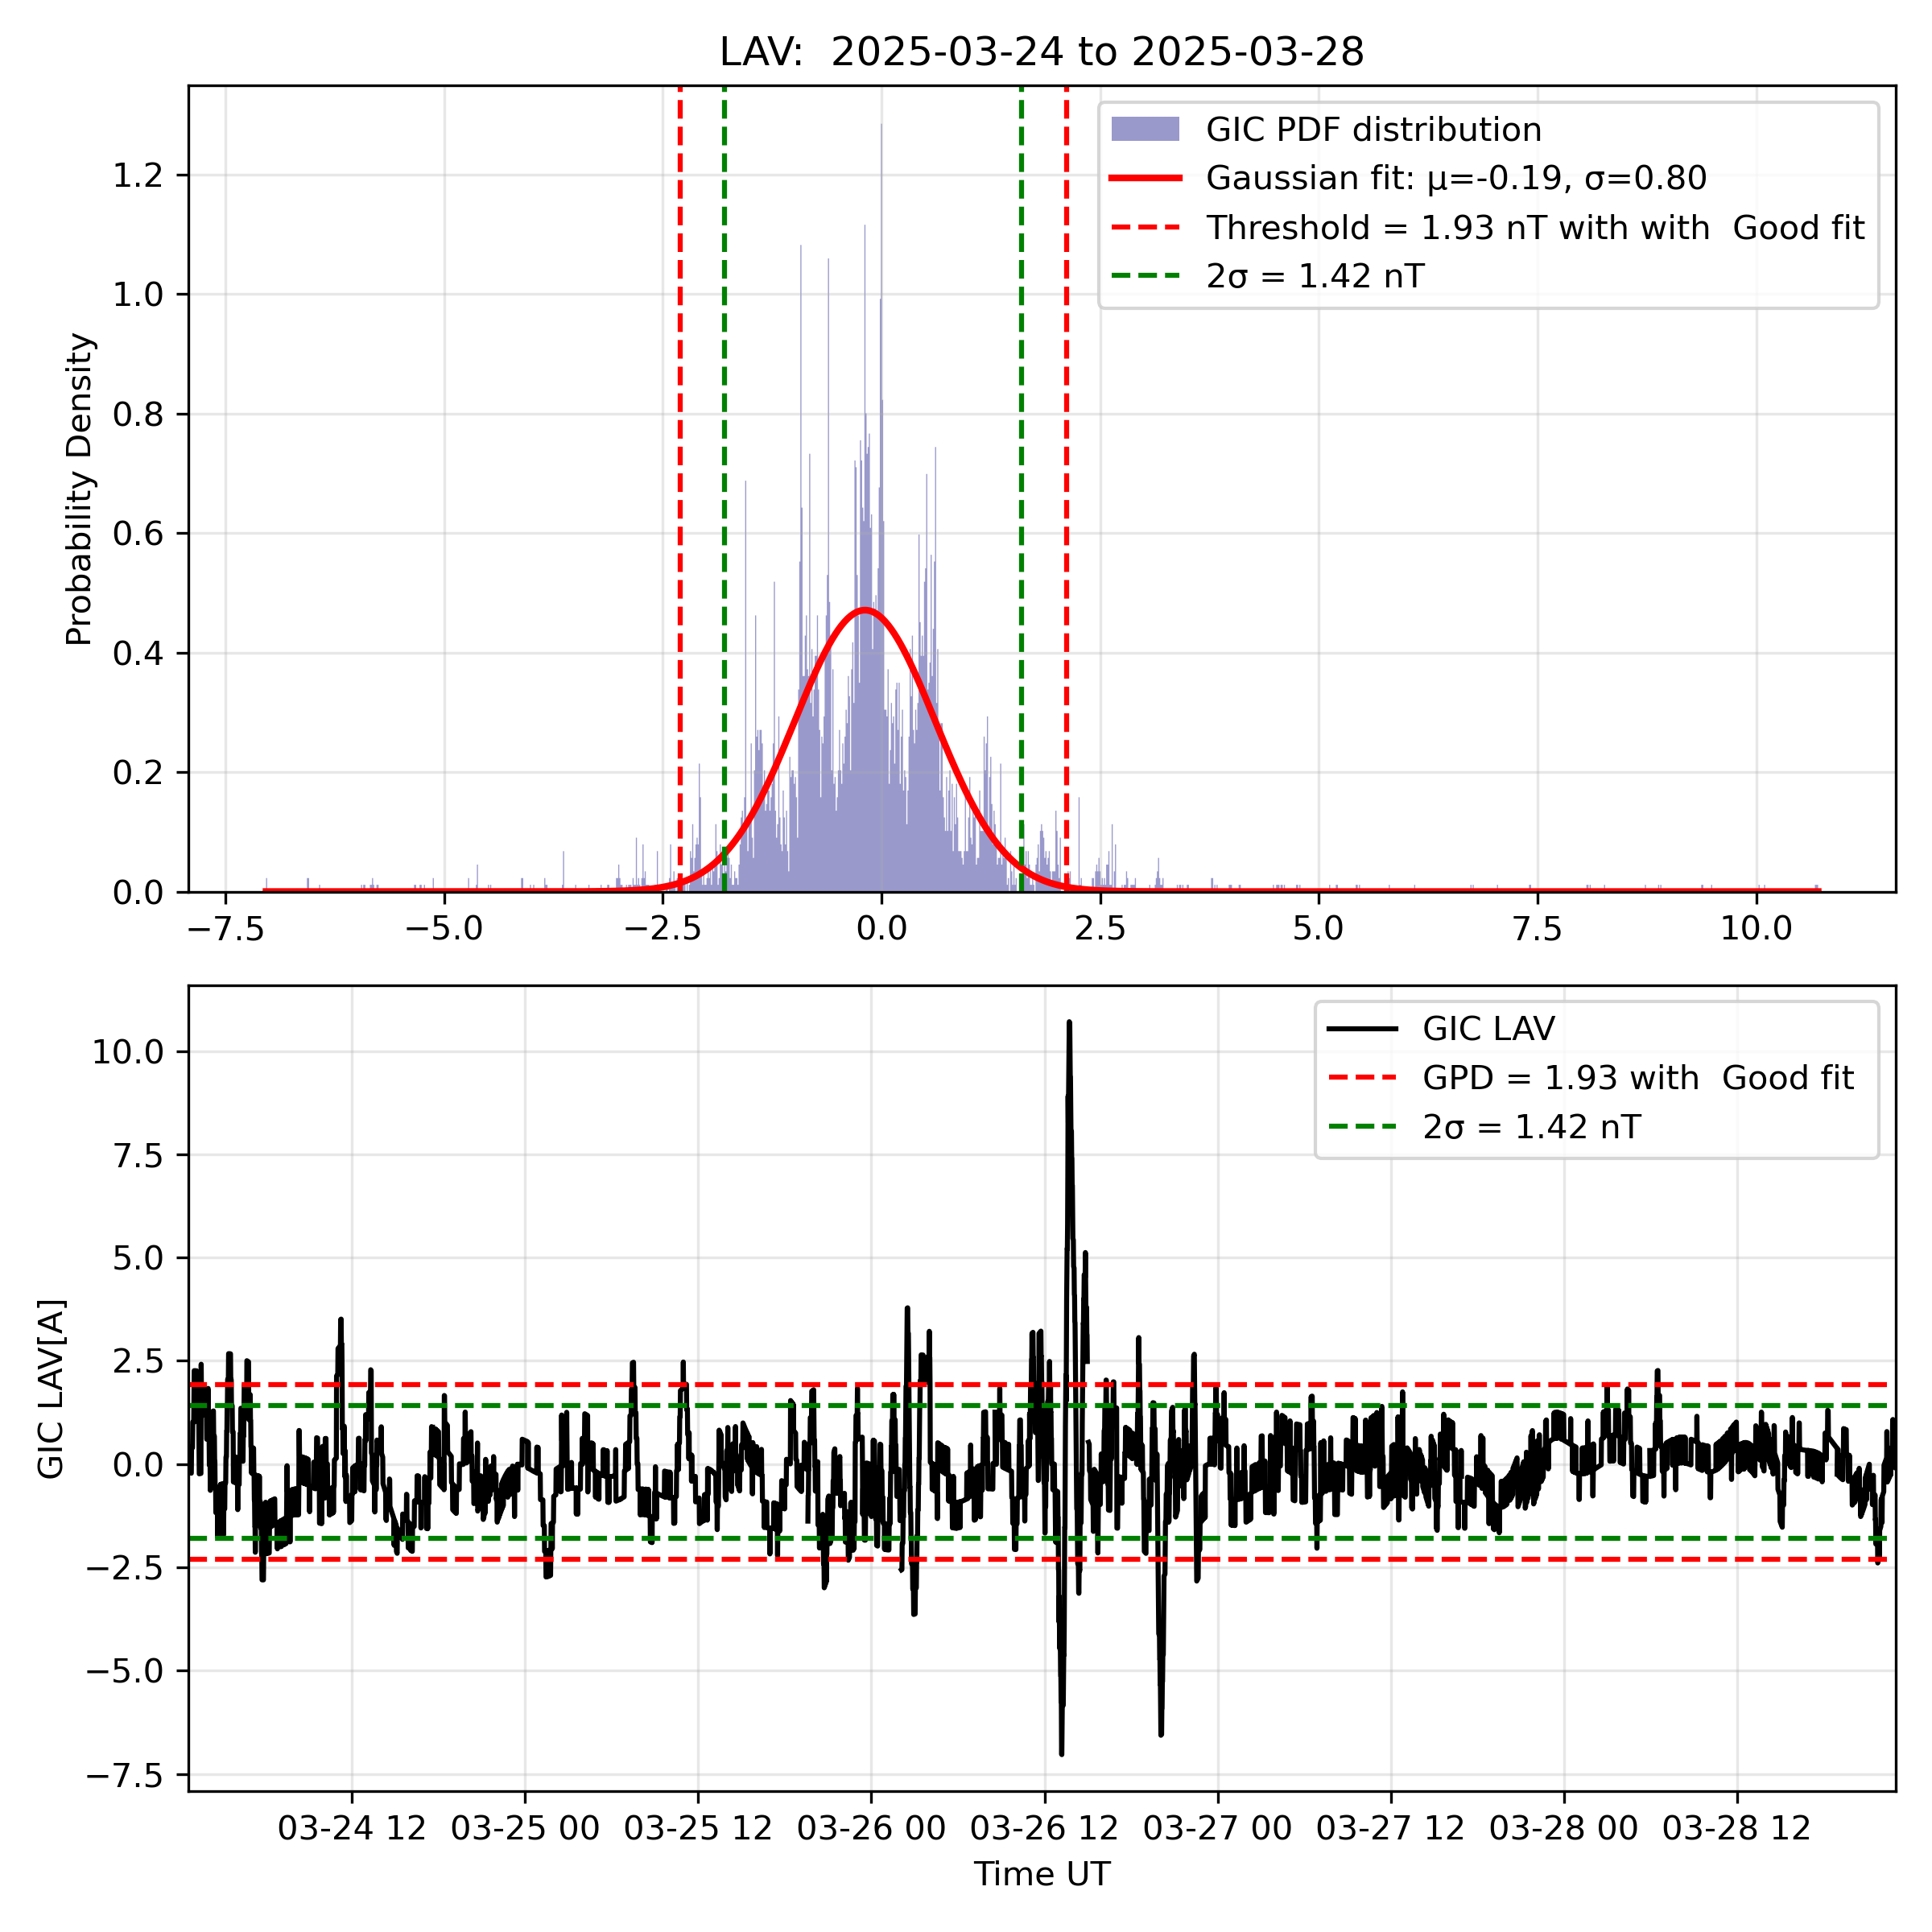 LAV:  2025-03-24 to 2025-03-28
GIC PDF distribution
Gaussian fit: μ=-0.19, σ=0.80
Threshold = 1.93 nT with with  Good fit
2σ = 1.42 nT
Probability Density
1.2
1.0
0.8
0.6
0.4
0.2
0.0
−7.5 −5.0 −2.5 0.0 2.5 5.0 7.5 10.0
GIC LAV
GPD = 1.93 with  Good fit
2σ = 1.42 nT
GIC LAV[A]
10.0
7.5
5.0
2.5
0.0
−2.5
−5.0
−7.5
03-24 12 03-25 00 03-25 12 03-26 00 03-26 12 03-27 00 03-27 12 03-28 00 03-28 12
Time UT